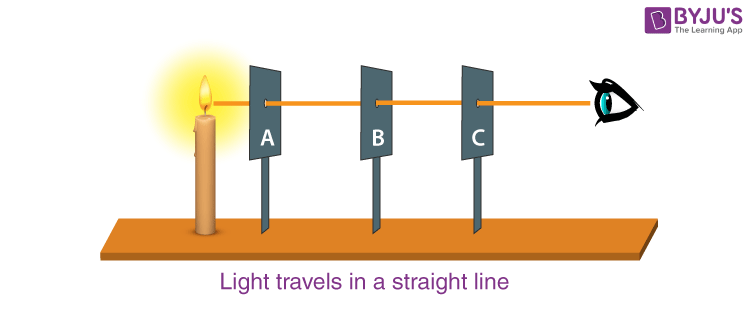 BYJU'S
The Learning App
A
B
C
Light travels in a straight line